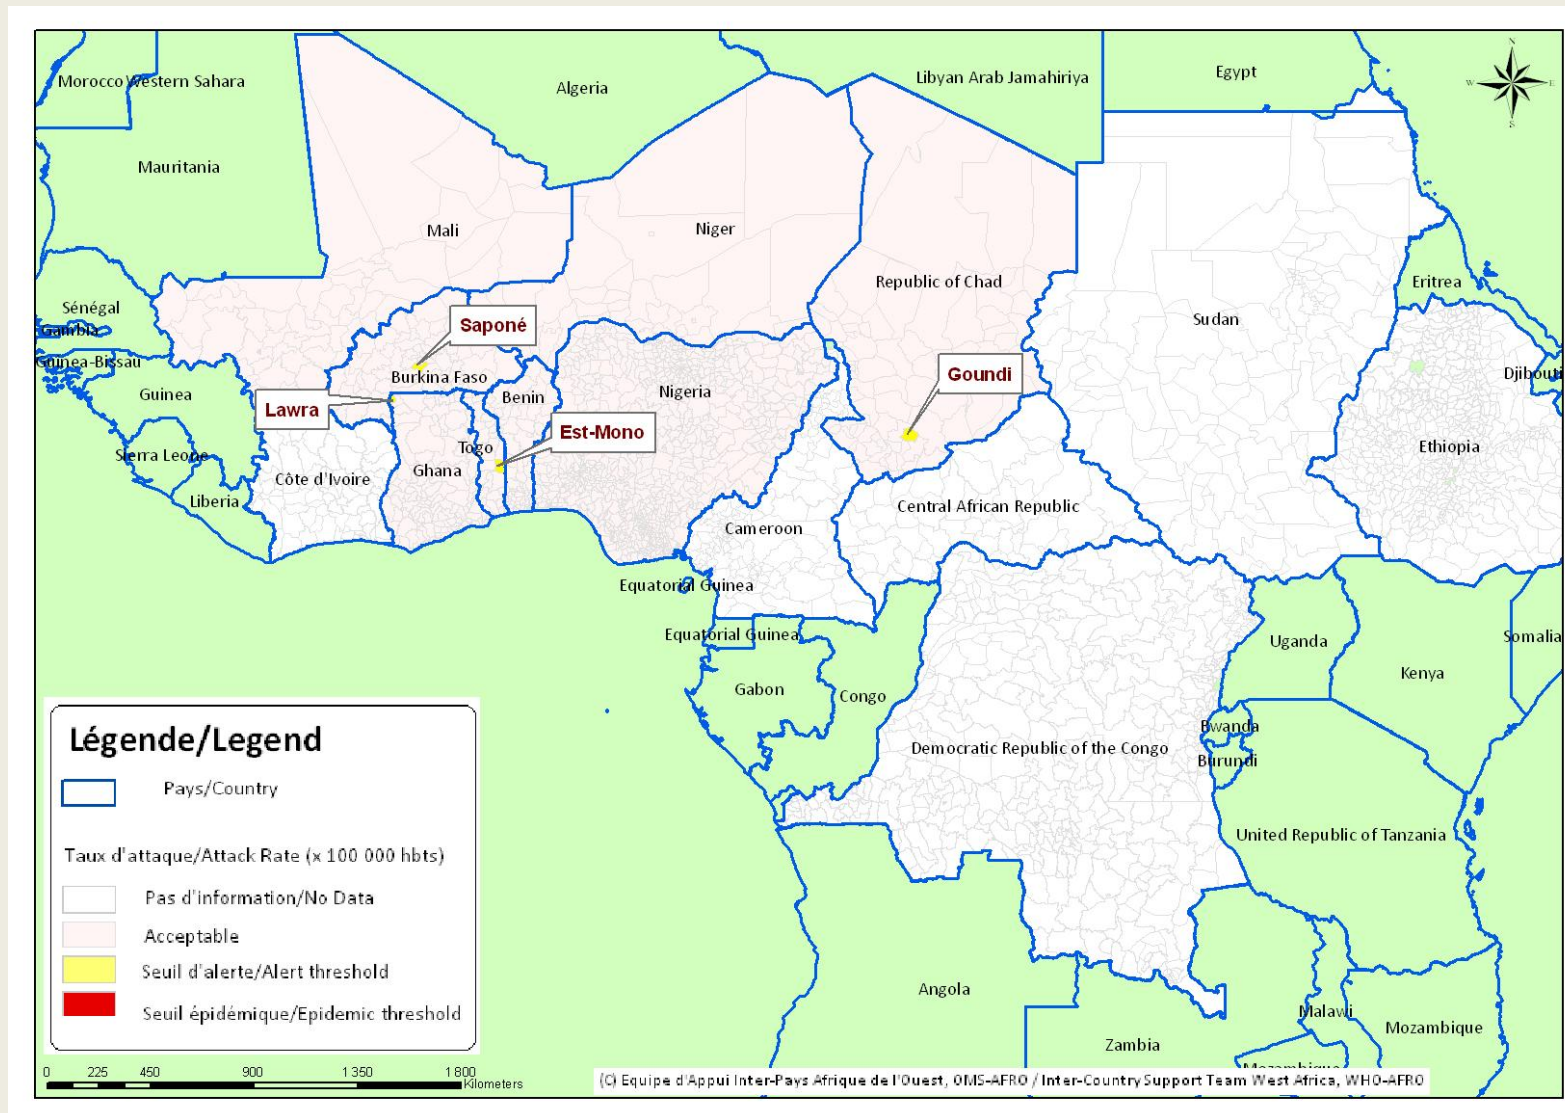 N
W
E
S
Morocco
Western Sahara
Algeria
Libyan Arab Jamahiriya
Egypt
Mauritania
Mali
Niger
Republic of Chad
Sudan
Eritrea
Sénégal
Gambia
Saponé
Guinea-Bissau
Burkina Faso
Goundi
Djibouti
Guinea
Lawra
Benin
Nigeria
Est-Mono
Togo
Sierra Leone
Ghana
Côte d'Ivoire
Ethiopia
Liberia
Central African Republic
Cameroon
Equatorial Guinea
Equatorial Guinea
Uganda
Somalia
Kenya
Gabon
Congo
Rwanda
Democratic Republic of the Congo
Burundi
United Republic of Tanzania
Angola
Malawi
Mozambique
Zambia
Mozambique
Légende/Legend
Pays/Country
Taux d'attaque/Attack Rate (x 100 000 hbts)
Pas d'information/No Data
Acceptable
Seuil d'alerte/Alert threshold
Seuil épidémique/Epidemic threshold
0 225 450 900 1 350 1 800
Kilometers
(C) Equipe d'Appui Inter-Pays Afrique de l'Ouest, OMS-AFRO / Inter-Country Support Team West Africa, WHO-AFRO